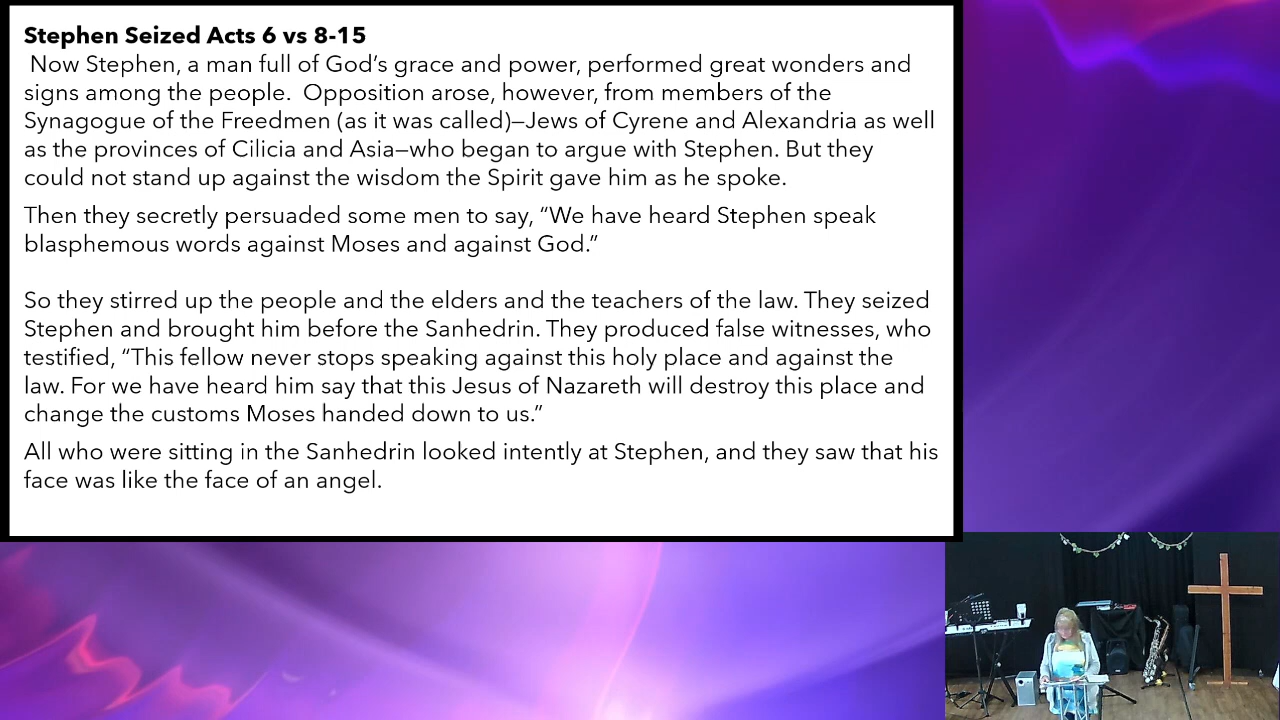 Stephen Seized Acts 6 vs 8-15
Now Stephen, a man full of God’s grace and power, performed great wonders and
signs among the people.  Opposition arose, however, from members of the
Synagogue of the Freedmen (as it was called)—Jews of Cyrene and Alexandria as well
as the provinces of Cilicia and Asia—who began to argue with Stephen. But they
could not stand up against the wisdom the Spirit gave him as he spoke.
Then they secretly persuaded some men to say, “We have heard Stephen speak
blasphemous words against Moses and against God.”
So they stirred up the people and the elders and the teachers of the law. They seized
Stephen and brought him before the Sanhedrin. They produced false witnesses, who
testified, “This fellow never stops speaking against this holy place and against the
law. For we have heard him say that this Jesus of Nazareth will destroy this place and
change the customs Moses handed down to us.”
All who were sitting in the Sanhedrin looked intently at Stephen, and they saw that his
face was like the face of an angel.